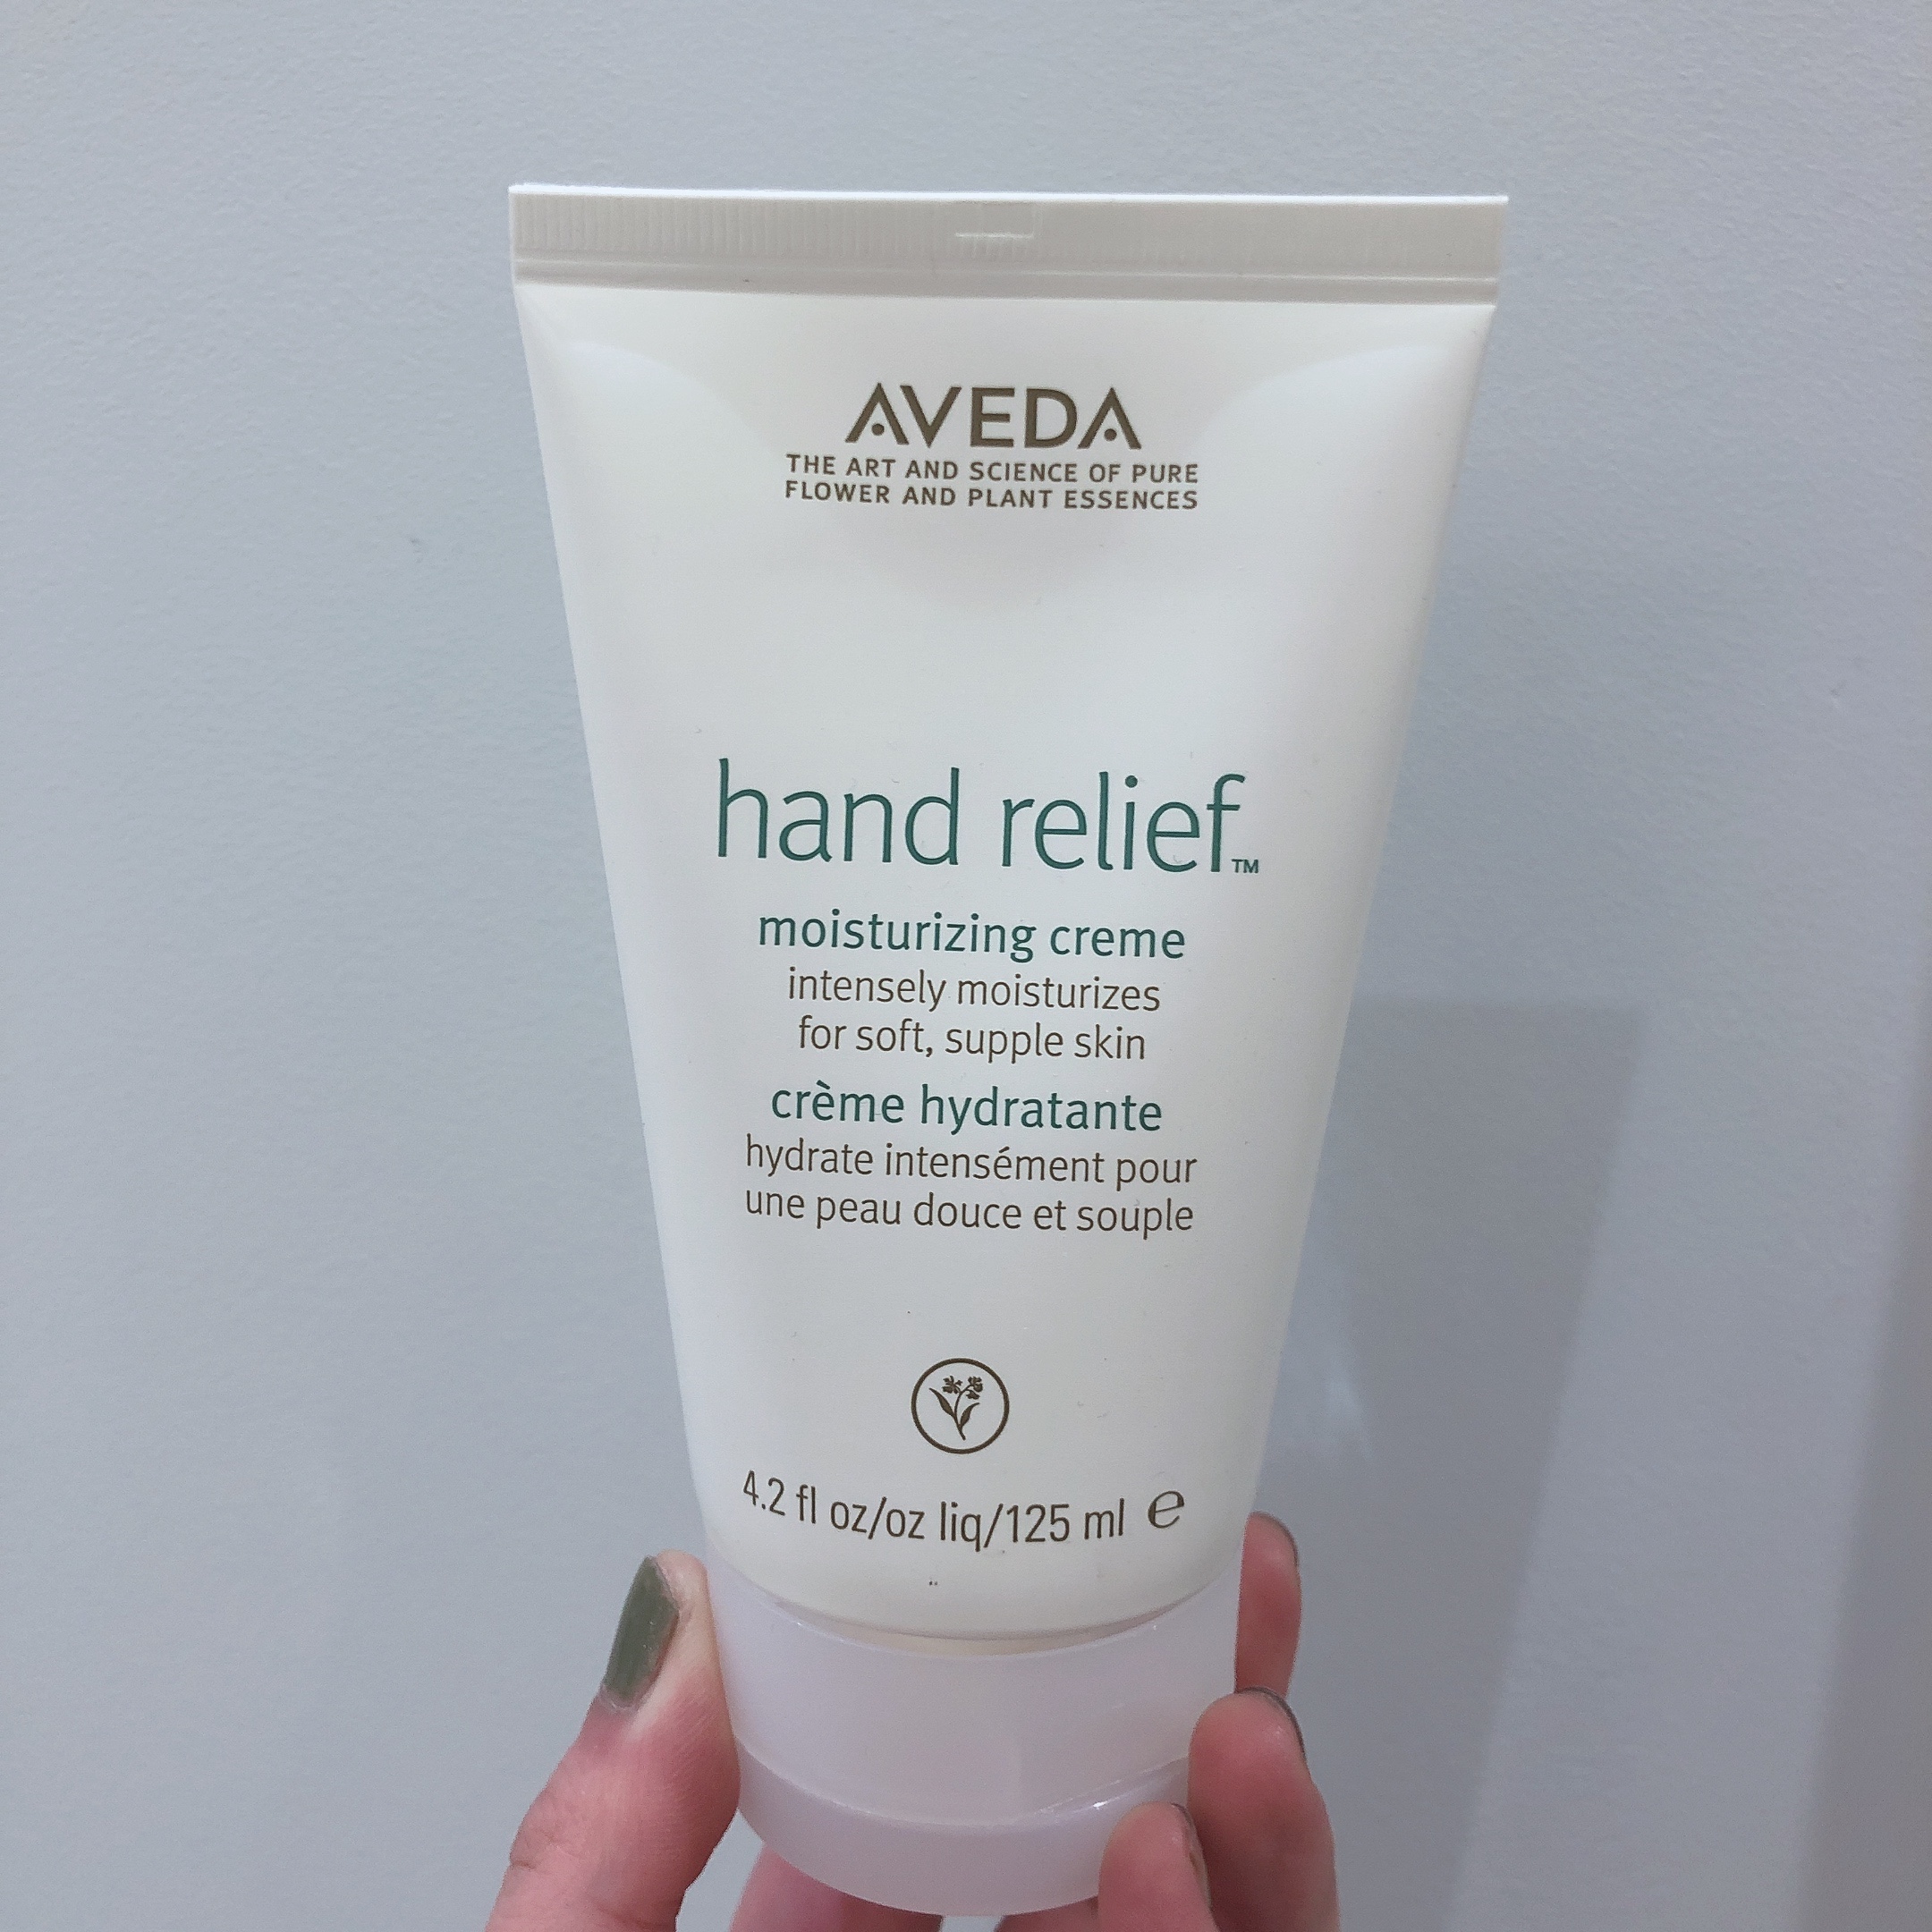 AVEDA
THE ART AND SCIENCE OF PURE
FLOWER AND PLANT ESSENCES
hand relief™
moisturizing creme
intensely moisturizes
for soft, supple skin
crème hydratante
hydrate intensément pour
une peau douce et souple
4.2 fl oz/oz liq/125 ml ℮